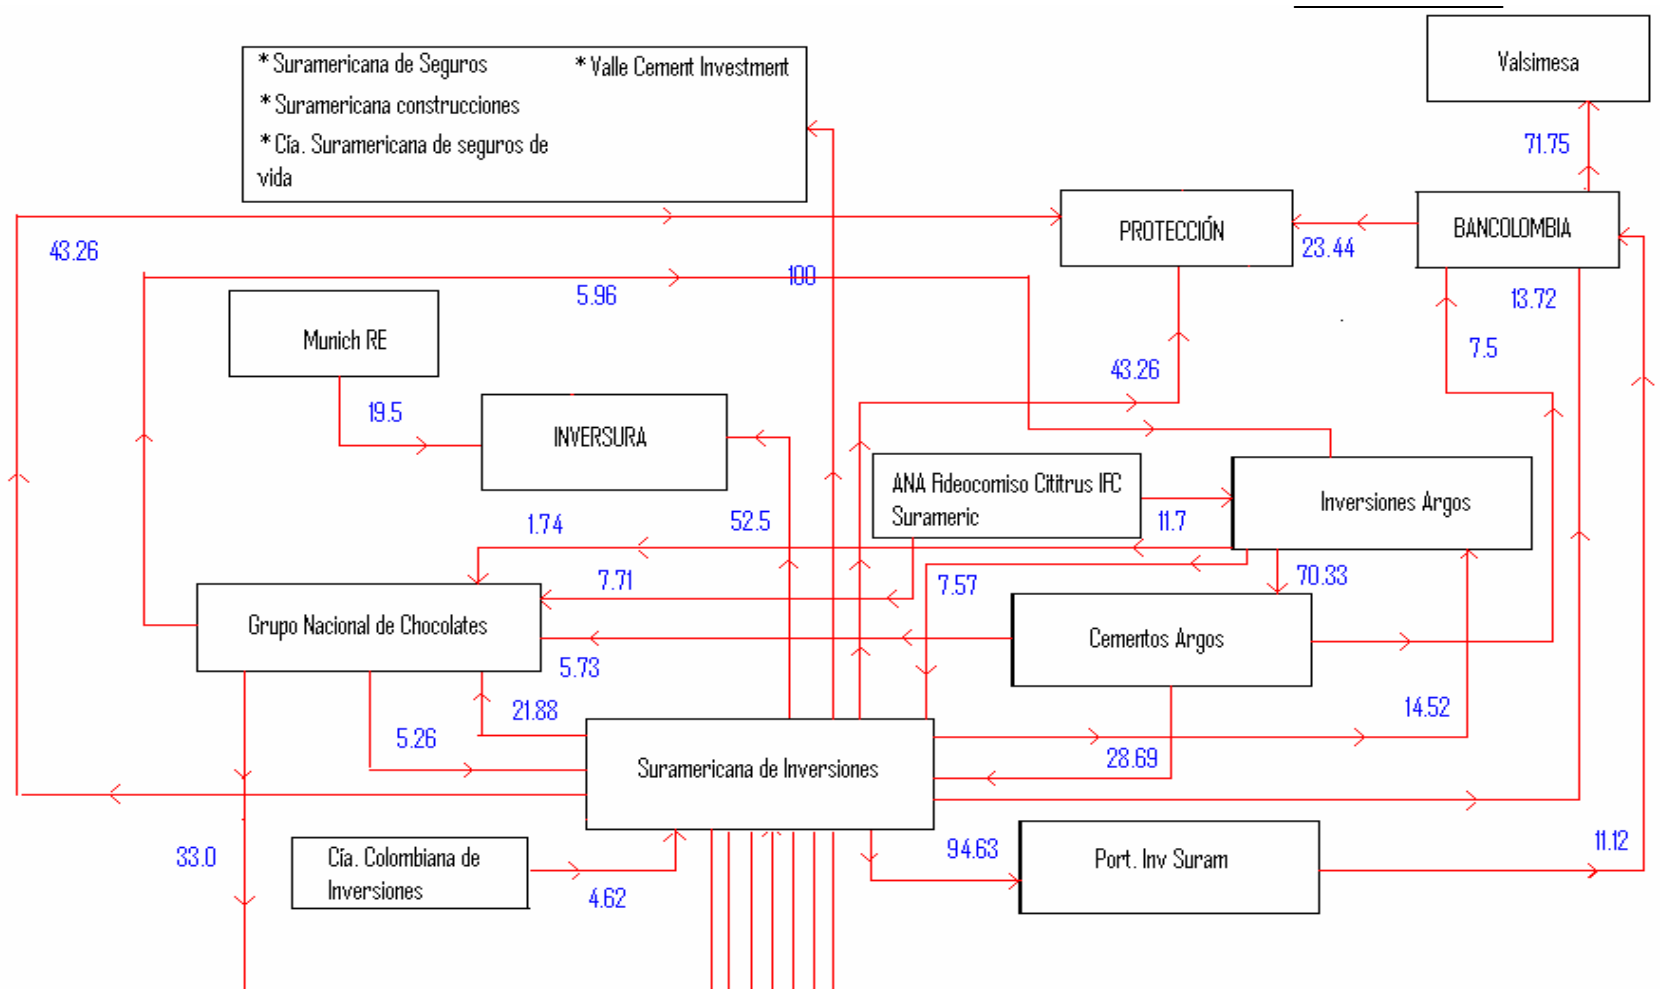 * Suramericana de Seguros
* Valle Cement Investment
* Suramericana construcciones
* Cía. Suramericana de seguros de
vida
Valsimesa
71.75
PROTECCIÓN
23.44
BANCOLOMBIA
43.26
100
5.96
13.72
Munich RE
7.5
43.26
19.5
INVERSURA
ANA Fideocomiso Cititrus IFC
Surameric
11.7
Inversiones Argos
1.74
52.5
7.71
7.57
70.33
Grupo Nacional de Chocolates
Cementos Argos
5.73
21.88
14.52
5.26
28.69
Suramericana de Inversiones
33.0
Cía. Colombiana de
Inversiones
4.62
94.63
Port. Inv Suram
11.12